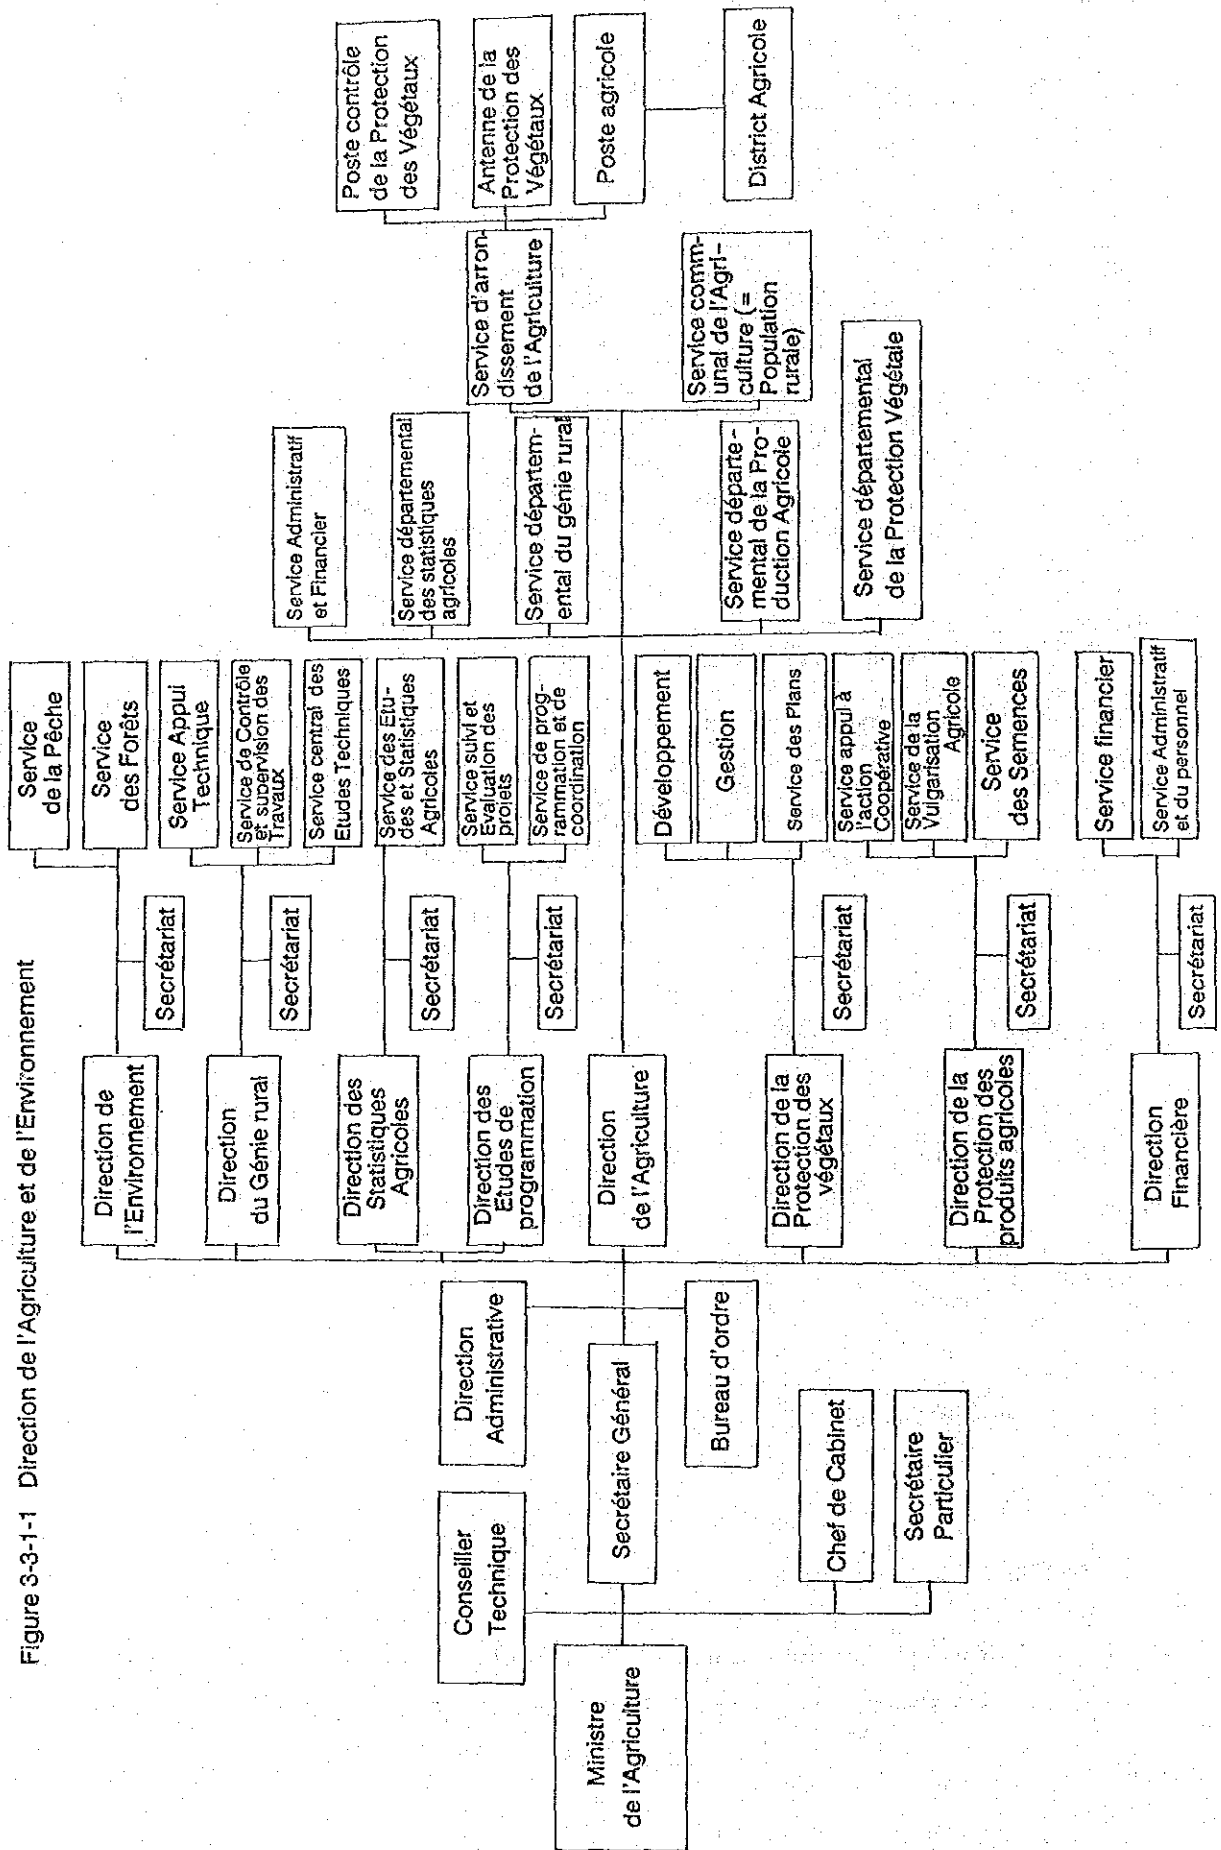 Figure 3-3-1-1 Direction de l'Agriculture et de l'Environnement
Ministre
de l'Agriculture
Conseiller
Technique
Secrétaire Général
Chef de Cabinet
Secrétaire
Particulier
Direction
Administrative
Bureau d'ordre
Direction de
l'Environnement
Direction
du Génie rural
Direction des
Statistiques
Agricoles
Direction des
Etudes de
programmation
Direction
de l'Agriculture
Direction de la
Protection des
végétaux
Direction de la
Protection des
produits agricoles
Direction
Financière
Secrétariat
Secrétariat
Secrétariat
Secrétariat
Secrétariat
Secrétariat
Secrétariat
Service
de la Pêche
Service
des Forêts
Service Appui
Technique
Service de Contrôle
et supervision des
Travaux
Service central des
Etudes Techniques
Service des Etu-
des et Statistiques
Agricoles
Service suivi et
Evaluation des
projets
Service de prog-
rammation et de
coordination
Développement
Gestion
Service des Plans
Service appui à
l'action
Coopérative
Service de la
Vulgarisation
Agricole
Service
des Semences
Service financier
Service Administratif
et du personnel
Service Administratif
et Financier
Service départemental
des statistiques
agricoles
Service départem-
ental du génie rural
Service départe-
mental de la Pro-
duction Agricole
Service départemental
de la Protection Végétale
Service d'arron-
dissement
de l'Agriculture
Service comm-
unal de l'Agri-
culture (=
Population
rurale)
Poste contrôle
de la Protection
des Végétaux
Antenne de la
Protection des
Végétaux
Poste agricole
District Agricole